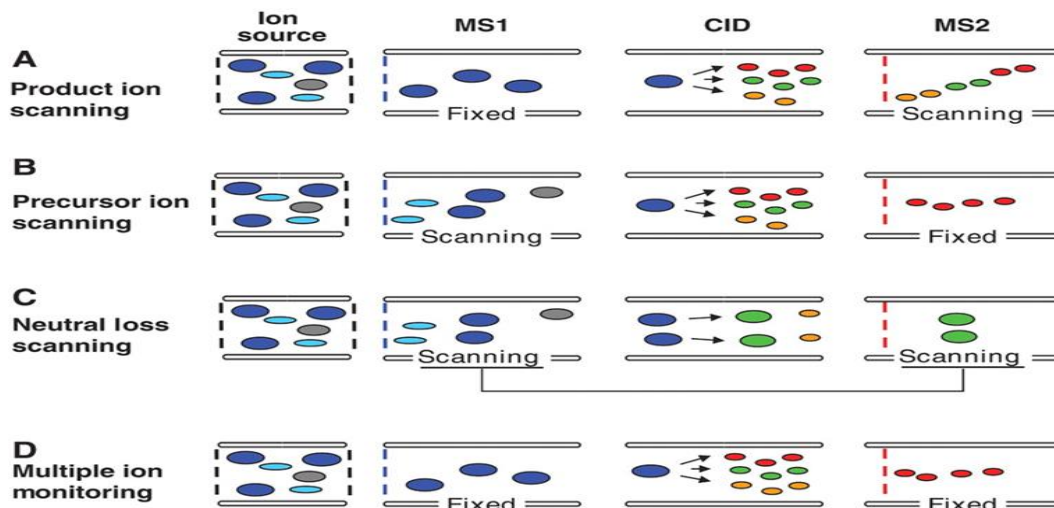 Ion
source
MS1
CID
MS2
A
Product ion
scanning
Fixed
Scanning
B
Precursor ion
scanning
Scanning
Fixed
C
Neutral loss
scanning
Scanning
Scanning
D
Multiple ion
monitoring
Fixed
Fixed